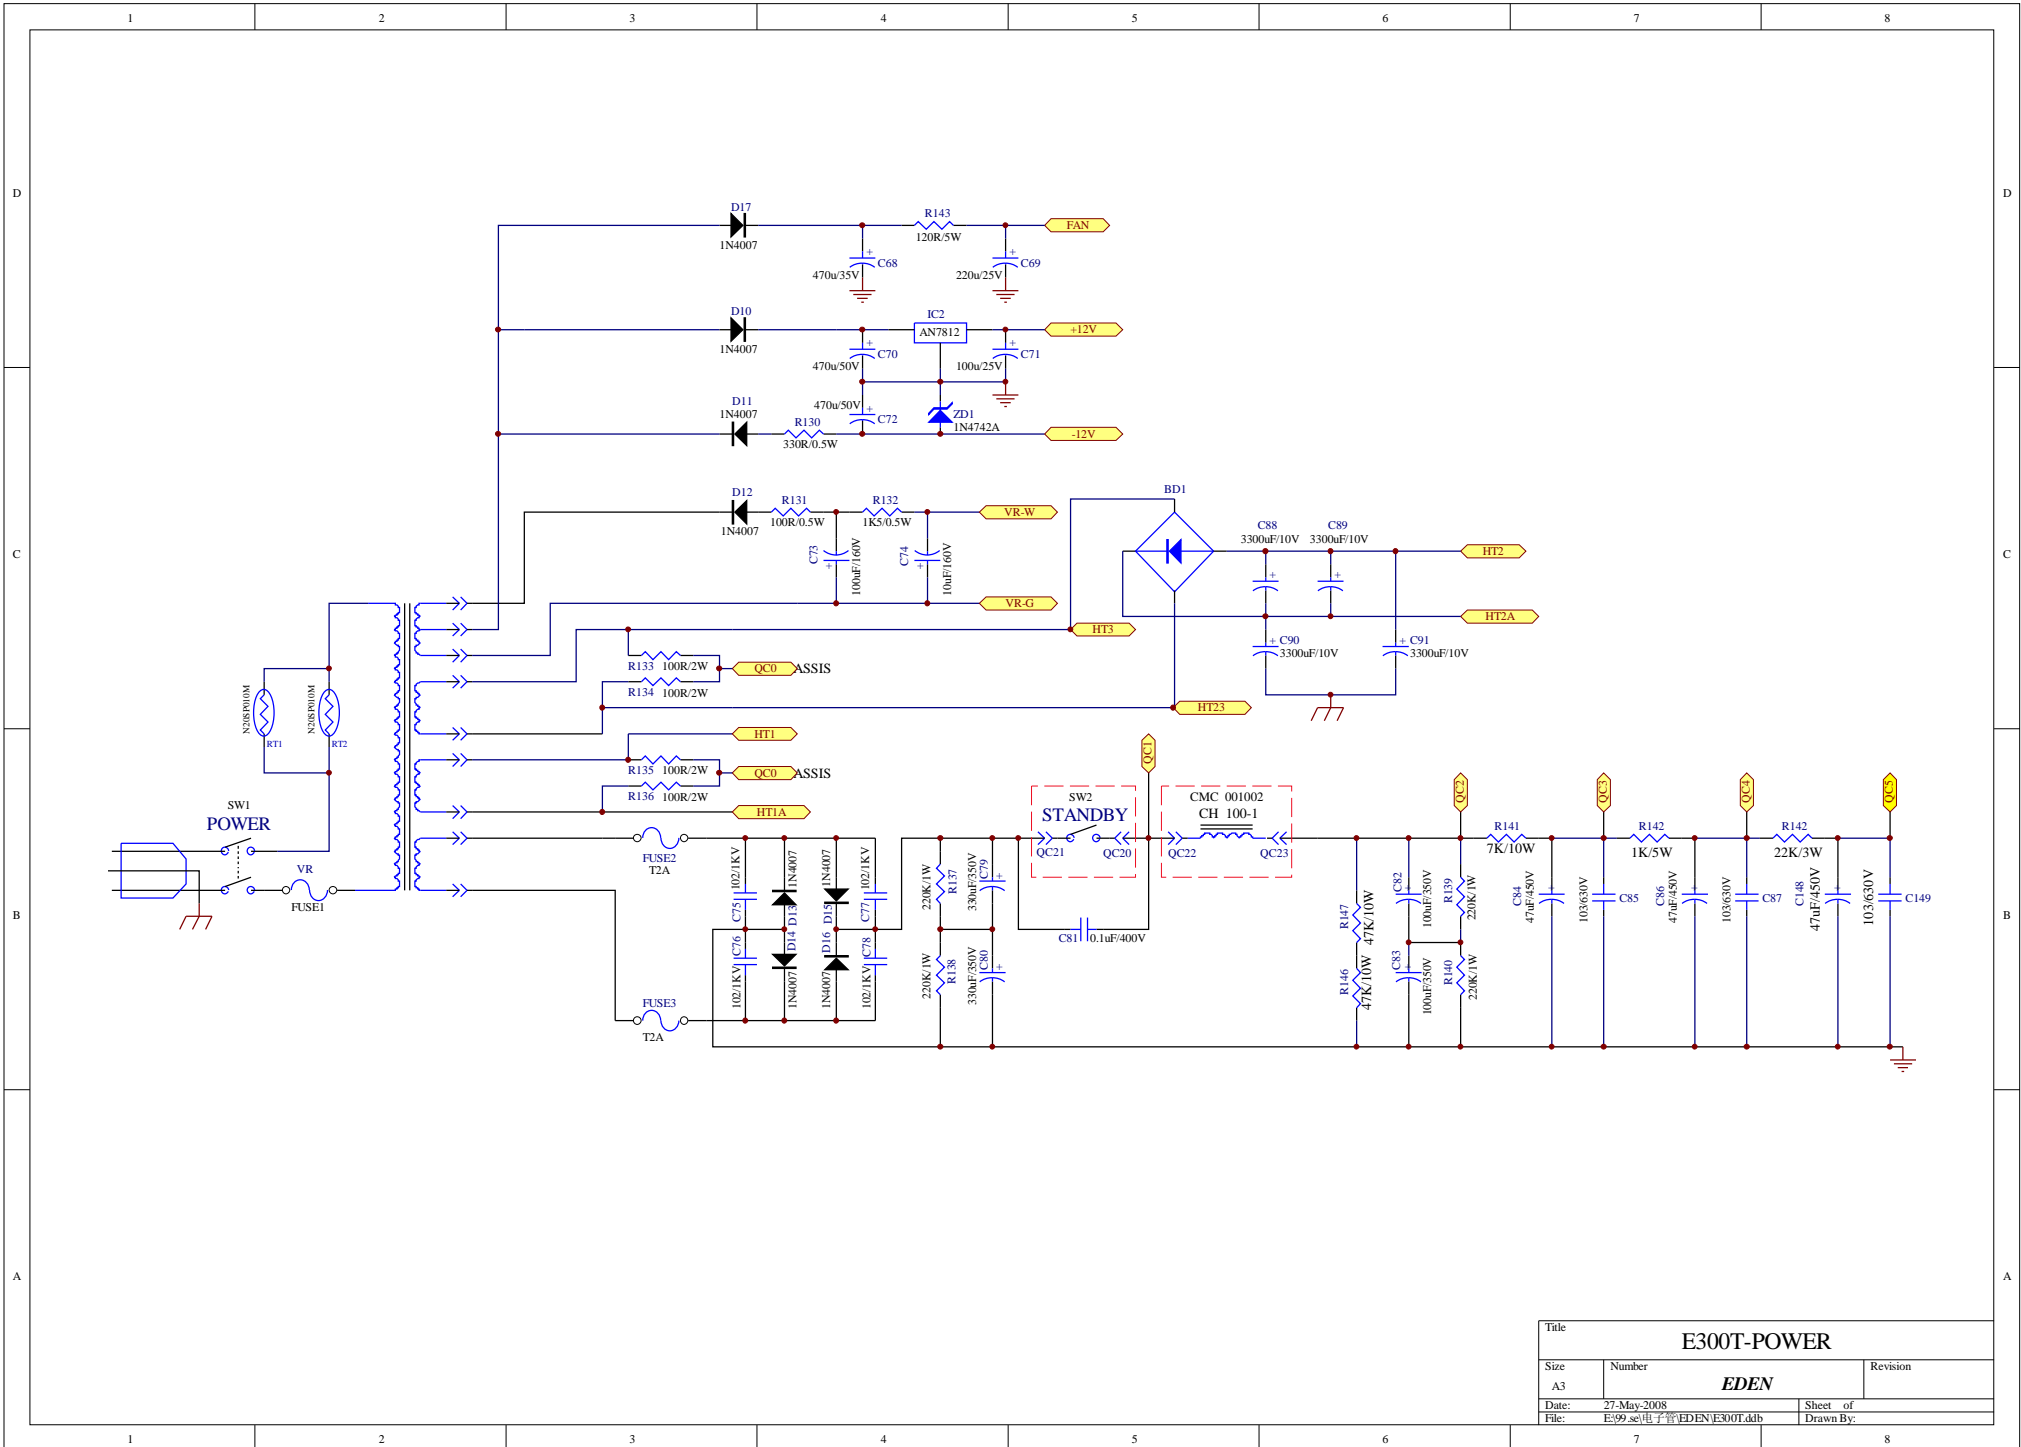 1 2 3 4 5 6 7 8
D
D
D17
1N4007
R143
120R/5W
FAN
C68
470u/35V
C69
220u/25V
D10
1N4007
IC2
AN7812
+12V
C70
470u/50V
C71
100u/25V
D11
1N4007
R130
330R/0.5W
470u/50V
C72
ZD1
1N4742A
-12V
D12
1N4007
R131
100R/0.5W
R132
1K5/0.5W
VR-W
C73
100uF/160V
C74
10uF/160V
VR-G
BD1
C88
3300uF/10V
C89
3300uF/10V
HT2
HT2A
C90
3300uF/10V
C91
3300uF/10V
C
C
HT3
R133 100R/2W
QC0 ASSIS
R134 100R/2W
HT23
N20SP010M
RT1
N20SP010M
RT2
HT1
R135 100R/2W
QC0 ASSIS
R136 100R/2W
HT1A
SW1
POWER
VR
FUSE1
FUSE2
T2A
FUSE3
T2A
C75
102/1KV
C76
102/1KV
D13
1N4007
D14
1N4007
D15
1N4007
D16
1N4007
C77
102/1KV
C78
102/1KV
R137
220K/1W
R138
220K/1W
C79
330uF/350V
C80
330uF/350V
SW2
STANDBY
QC21
QC20
C81
0.1uF/400V
QC1
CMC 001002
CH 100-1
QC22
QC23
R147
47K/10W
R146
47K/10W
C82
100uF/350V
C83
100uF/350V
R139
220K/1W
R140
220K/1W
QC2
R141
7K/10W
C84
47uF/450V
QC3
103/630V
C85
R142
1K/5W
C86
47uF/450V
QC4
103/630V
C87
R142
22K/3W
C148
47uF/450V
QC5
103/630V
C149
B
B
A
A
Title
E300T-POWER
Size
A3
Number
EDEN
Revision
Date: 27-May-2008
Sheet of
File: E:\99 se\电子管\EDEN\E300T.ddb
Drawn By:
1 2 3 4 5 6 7 8